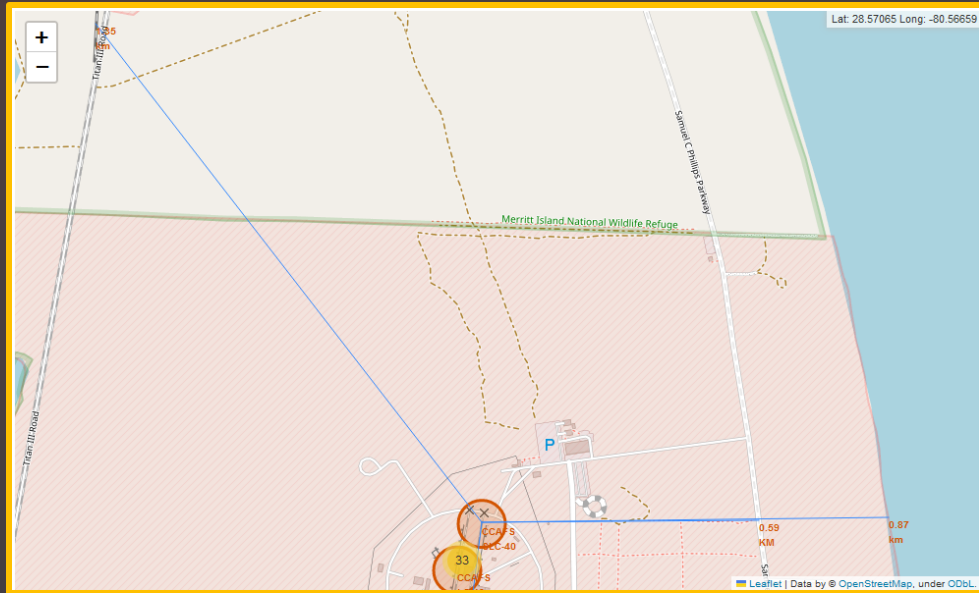 +
−
Lat: 28.57065 Long: -80.56659
km
Titan III Road
Samuel C Phillips Parkway
Merritt Island National Wildlife Refuge
Titan III Road
P
CCAFS
SLC-40
0.59
KM
0.87
km
33
CCAFS
Leaflet | Data by © OpenStreetMap, under ODbL.